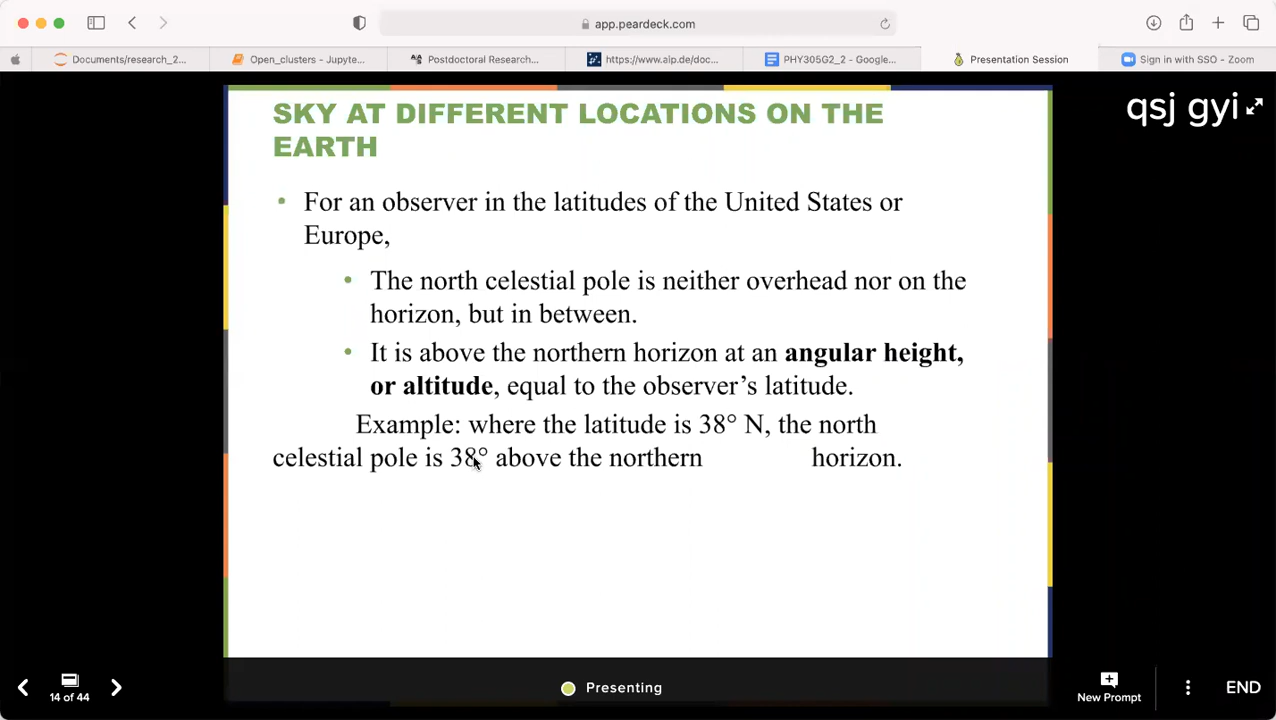 app.peardeck.com
Documents/research_2...
Open_clusters - Jupyte...
Postdoctoral Research...
https://www.aip.de/doc...
PHY305G2_2 - Google...
Presentation Session
Sign in with SSO - Zoom
qsj gyi
SKY AT DIFFERENT LOCATIONS ON THE
EARTH
• For an observer in the latitudes of the United States or
Europe,
• The north celestial pole is neither overhead nor on the
horizon, but in between.
• It is above the northern horizon at an angular height,
or altitude, equal to the observer’s latitude.
Example: where the latitude is 38° N, the north
celestial pole is 38° above the northern horizon.
14 of 44
Presenting
New Prompt
END